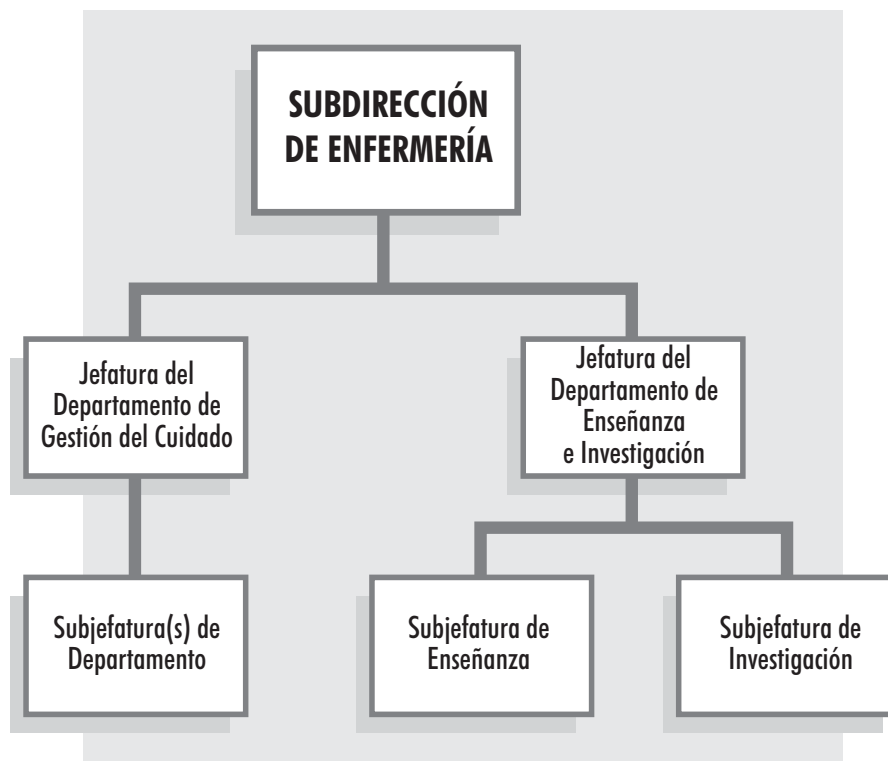 SUBDIRECCIÓN
DE ENFERMERÍA
Jefatura del
Departamento de
Gestión del Cuidado
Jefatura del
Departamento de
Enseñanza
e Investigación
Subjefatura(s) de
Departamento
Subjefatura de
Enseñanza
Subjefatura de
Investigación